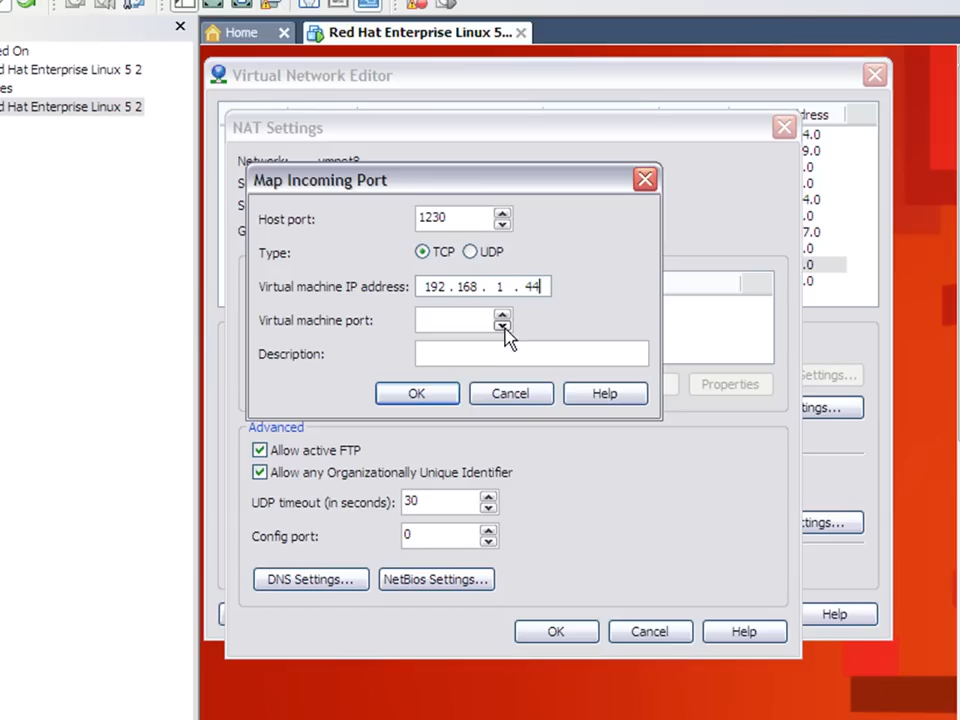 Home
Red Hat Enterprise Linux 5...
ed On
d Hat Enterprise Linux 5 2
es
d Hat Enterprise Linux 5 2
Virtual Network Editor
dress
4.0
9.0
.0
.0
4.0
.0
7.0
.0
.0
.0
NAT Settings
Network: vmnet8
S
S
G
Map Incoming Port
Host port: 1230
Type: TCP UDP
Virtual machine IP address: 192 . 168 . 1 . 44
Virtual machine port:
Description:
OK Cancel Help
Properties
ettings...
ings...
Advanced
Allow active FTP
Allow any Organizationally Unique Identifier
UDP timeout (in seconds): 30
Config port: 0
ttings...
DNS Settings... NetBios Settings...
Help
OK Cancel Help